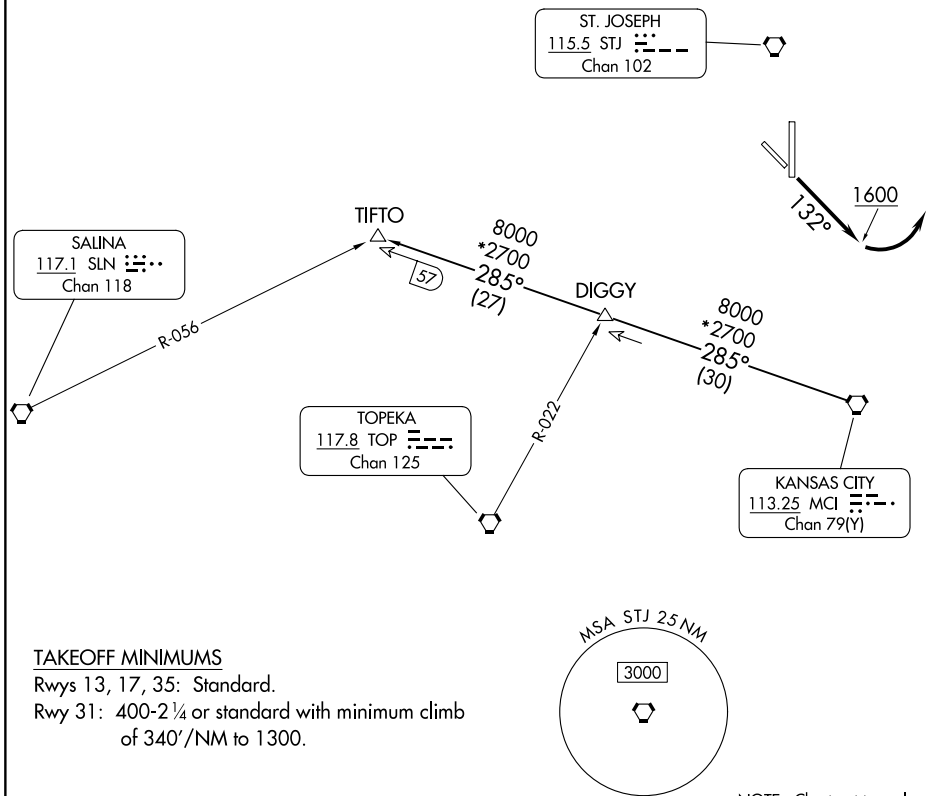 ST. JOSEPH
115.5 STJ
Chan 102
1600
132°
TIFTO
8000
*2700
285°
(27)
57
SALINA
117.1 SLN
Chan 118
R-056
DIGGY
8000
*2700
285°
(30)
R-022
TOPEKA
117.8 TOP
Chan 125
KANSAS CITY
113.25 MCI
Chan 79(Y)
TAKEOFF MINIMUMS
Rwys 13, 17, 35: Standard.
Rwy 31: 400-2¼ or standard with minimum climb
of 340'/NM to 1300.
MSA STJ 25 NM
3000